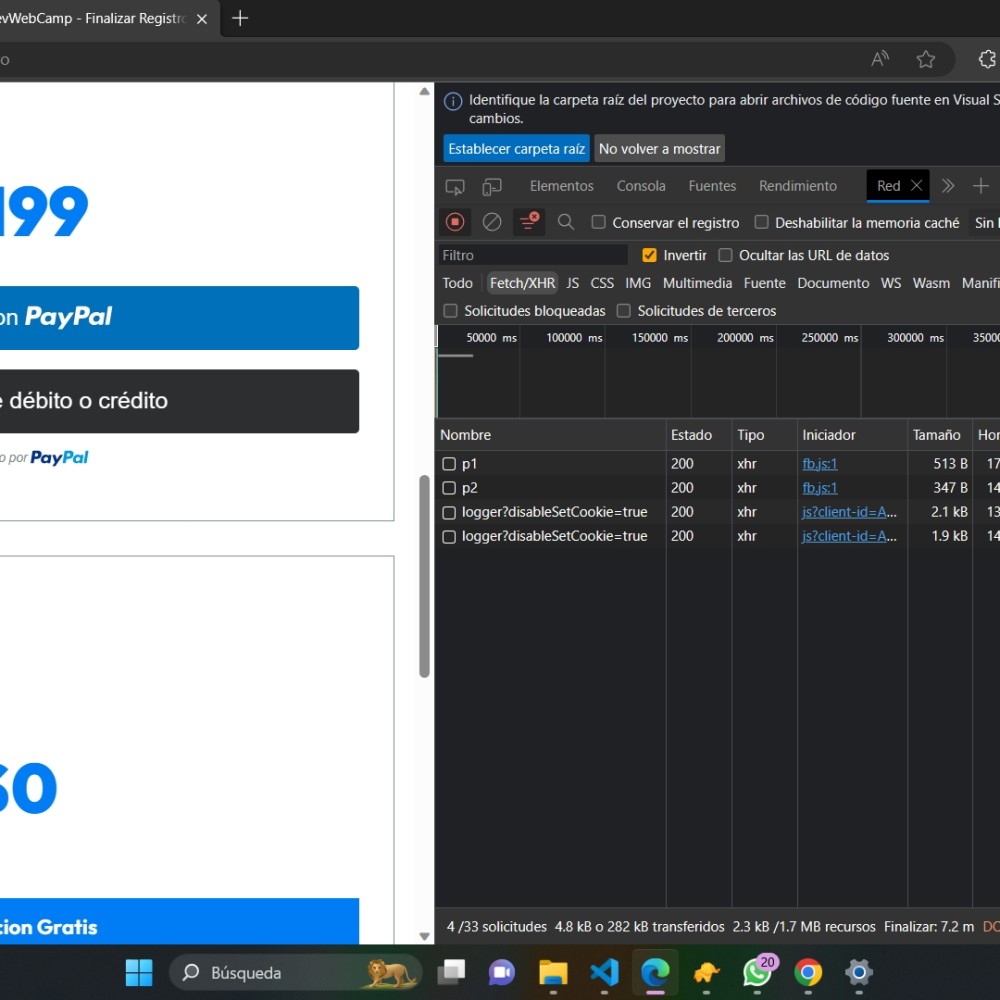 evWebCamp - Finalizar Registro
o
199
on PayPal
e débito o crédito
o por PayPal
$0
cion Gratis
Identifique la carpeta raíz del proyecto para abrir archivos de código fuente en Visual S
cambios.
Establecer carpeta raíz No volver a mostrar
Elementos Consola Fuentes Rendimiento Red
Conservar el registro Deshabilitar la memoria caché Sin l
Filtro Invertir Ocultar las URL de datos
Todo Fetch/XHR JS CSS IMG Multimedia Fuente Documento WS Wasm Manifi
Solicitudes bloqueadas Solicitudes de terceros
50000 ms 100000 ms 150000 ms 200000 ms 250000 ms 300000 ms 35000
Nombre Estado Tipo Iniciador Tamaño Hor
p1 200 xhr fb.js:1 513 B 17
p2 200 xhr fb.js:1 347 B 14
logger?disableSetCookie=true 200 xhr js?client-id=A... 2.1 kB 13
logger?disableSetCookie=true 200 xhr js?client-id=A... 1.9 kB 14
4 /33 solicitudes 4.8 kB o 282 kB transferidos 2.3 kB /1.7 MB recursos Finalizar: 7.2 m DO
Búsqueda
20